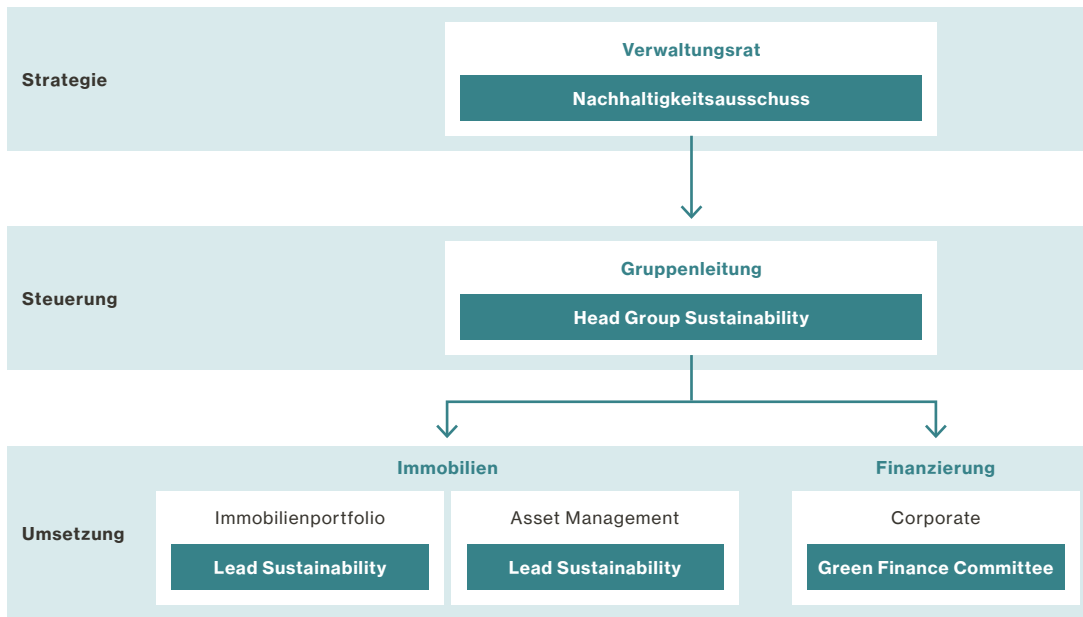 Strategie
Verwaltungsrat
Nachhaltigkeitsausschuss
Steuerung
Gruppenleitung
Head Group Sustainability
Umsetzung
Immobilien
Immobilienportfolio
Lead Sustainability
Asset Management
Lead Sustainability
Finanzierung
Corporate
Green Finance Committee